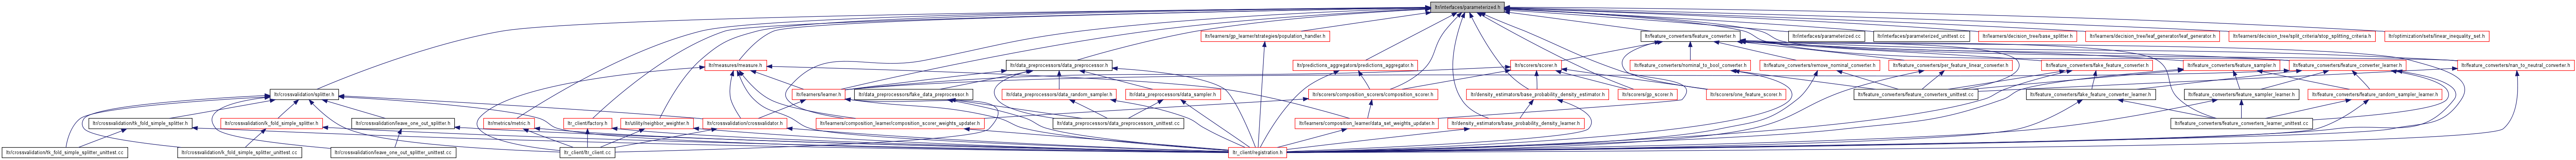 ltr/interfaces/parameterized.h
ltr/learners/gp_learner/strategies/population_handler.h
ltr/feature_converters/feature_converter.h
ltr/interfaces/parameterized.cc
ltr/interfaces/parameterized_unittest.cc
ltr/learners/decision_tree/base_splitter.h
ltr/learners/decision_tree/leaf_generator/leaf_generator.h
ltr/learners/decision_tree/split_criteria/stop_splitting_criteria.h
ltr/optimization/sets/linear_inequality_set.h
ltr/measures/measure.h
ltr/data_preprocessors/data_preprocessor.h
ltr/predictions_aggregators/predictions_aggregator.h
ltr/scorers/scorer.h
ltr/feature_converters/nominal_to_bool_converter.h
ltr/feature_converters/remove_nominal_converter.h
ltr/feature_converters/per_feature_linear_converter.h
ltr/feature_converters/fake_feature_converter.h
ltr/feature_converters/feature_sampler.h
ltr/feature_converters/feature_converter_learner.h
ltr/feature_converters/nan_to_neutral_converter.h
ltr/crossvalidation/splitter.h
ltr/learners/learner.h
ltr/data_preprocessors/fake_data_preprocessor.h
ltr/data_preprocessors/data_random_sampler.h
ltr/data_preprocessors/data_sampler.h
ltr/scorers/composition_scorers/composition_scorer.h
ltr/density_estimators/base_probability_density_estimator.h
ltr/scorers/gp_scorer.h
ltr/scorers/one_feature_scorer.h
ltr/feature_converters/feature_converters_unittest.cc
ltr/feature_converters/fake_feature_converter_learner.h
ltr/feature_converters/feature_sampler_learner.h
ltr/feature_converters/feature_random_sampler_learner.h
ltr/crossvalidation/tk_fold_simple_splitter.h
ltr/crossvalidation/k_fold_simple_splitter.h
ltr/crossvalidation/leave_one_out_splitter.h
ltr/metrics/metric.h
ltr_client/factory.h
ltr/utility/neighbor_weighter.h
ltr/crossvalidation/crossvalidator.h
ltr/learners/composition_learner/composition_scorer_weights_updater.h
ltr/data_preprocessors/data_preprocessors_unittest.cc
ltr/learners/composition_learner/data_set_weights_updater.h
ltr/density_estimators/base_probability_density_learner.h
ltr/feature_converters/feature_converters_learner_unittest.cc
ltr/crossvalidation/tk_fold_simple_splitter_unittest.cc
ltr/crossvalidation/k_fold_simple_splitter_unittest.cc
ltr/crossvalidation/leave_one_out_splitter_unittest.cc
ltr_client/ltr_client.cc
ltr_client/registration.h